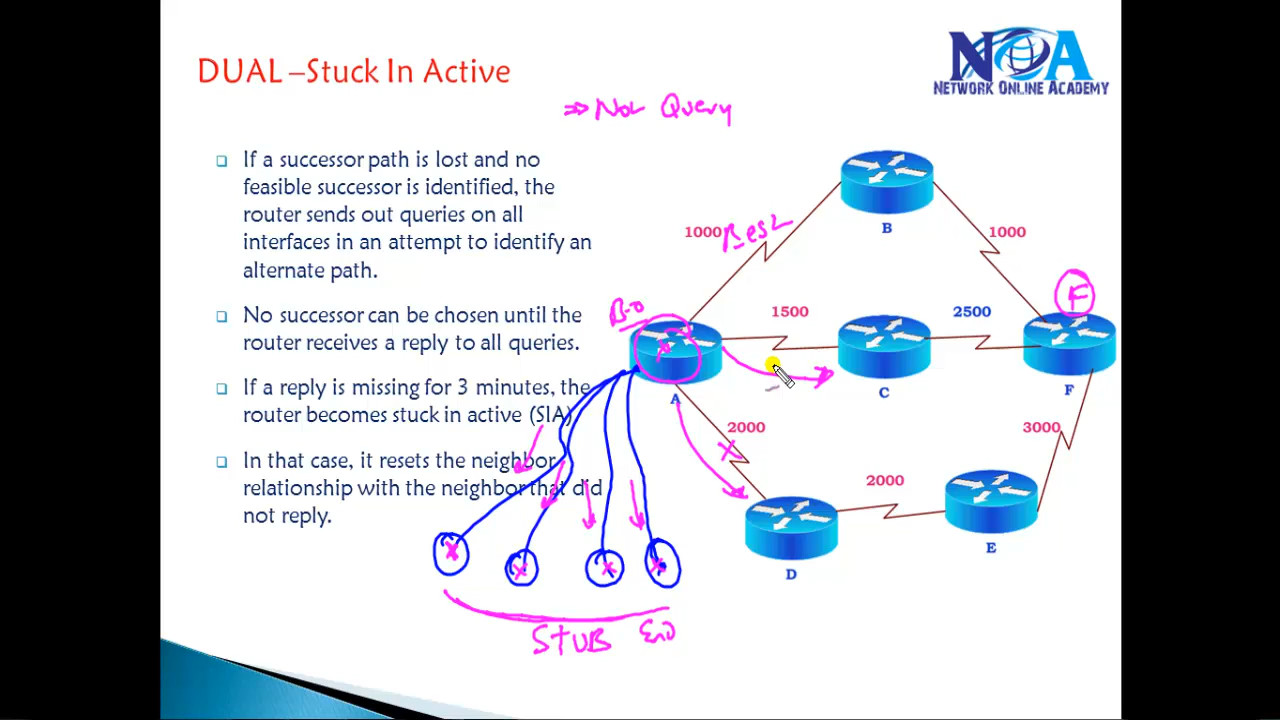 DUAL –Stuck In Active
NOA
NETWORK ONLINE ACADEMY
=>> Not Query
If a successor path is lost and no
feasible successor is identified, the
router sends out queries on all
interfaces in an attempt to identify an
alternate path.
No successor can be chosen until the
router receives a reply to all queries.
If a reply is missing for 3 minutes, the
router becomes stuck in active (SIA)
In that case, it resets the neighbor
relationship with the neighbor that did
not reply.
B
1000
Best
1000
F
1500
2500
A
C
F
2000
3000
2000
D
E
STUB